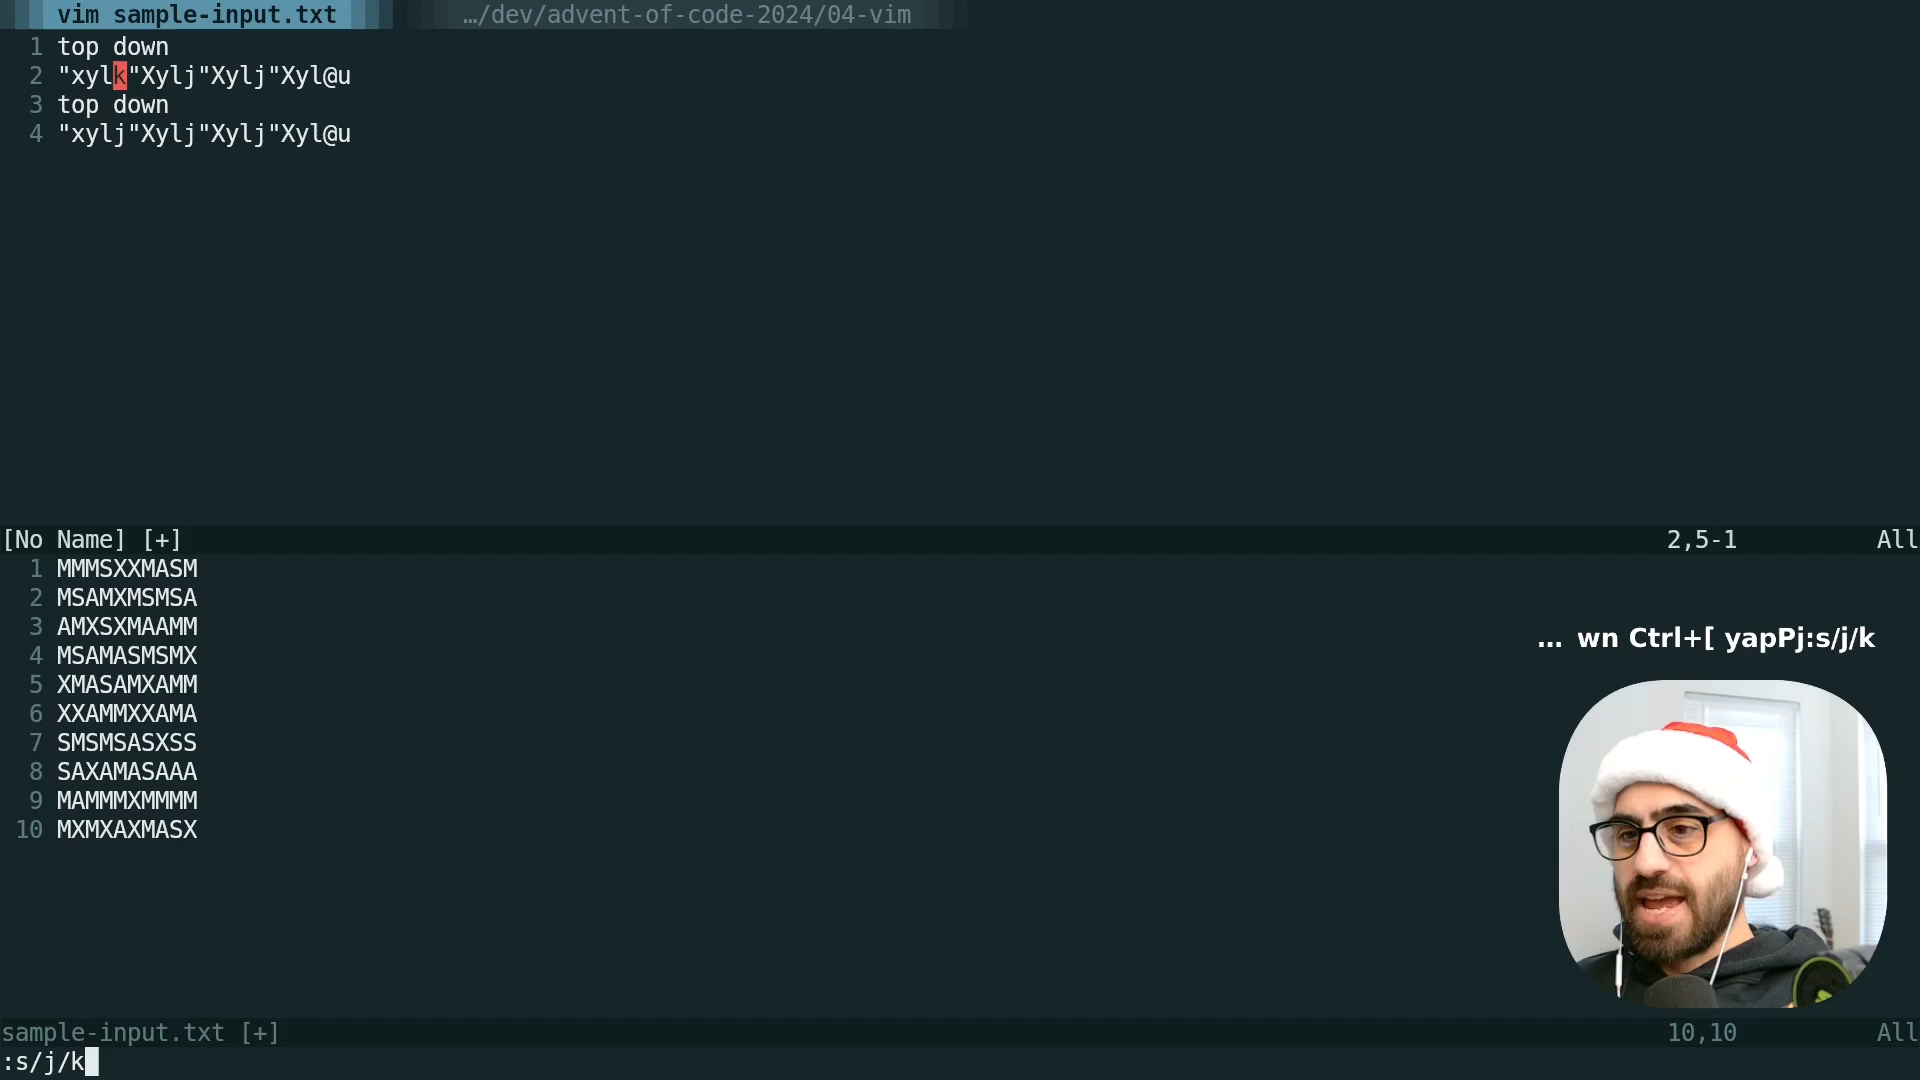 vim sample-input.txt …/dev/advent-of-code-2024/04-vim
1 top down
2 "xylk"Xylj"Xylj"Xyl@u
3 top down
4 "xylj"Xylj"Xylj"Xyl@u
[No Name] [+] 2,5-1 All
1 MMMSXXMASM
2 MSAMXMSMSA
3 AMXSXMAAMM
4 MSAMASMSMX
5 XMASAMXAMM
6 XXAMMXXAMA
7 SMSMSASXSS
8 SAXAMASAAA
9 MAMMMXMMMM
10 MXMXAXMASX
… wn Ctrl+[ yapPj:s/j/k
sample-input.txt [+] 10,10 All
:s/j/k